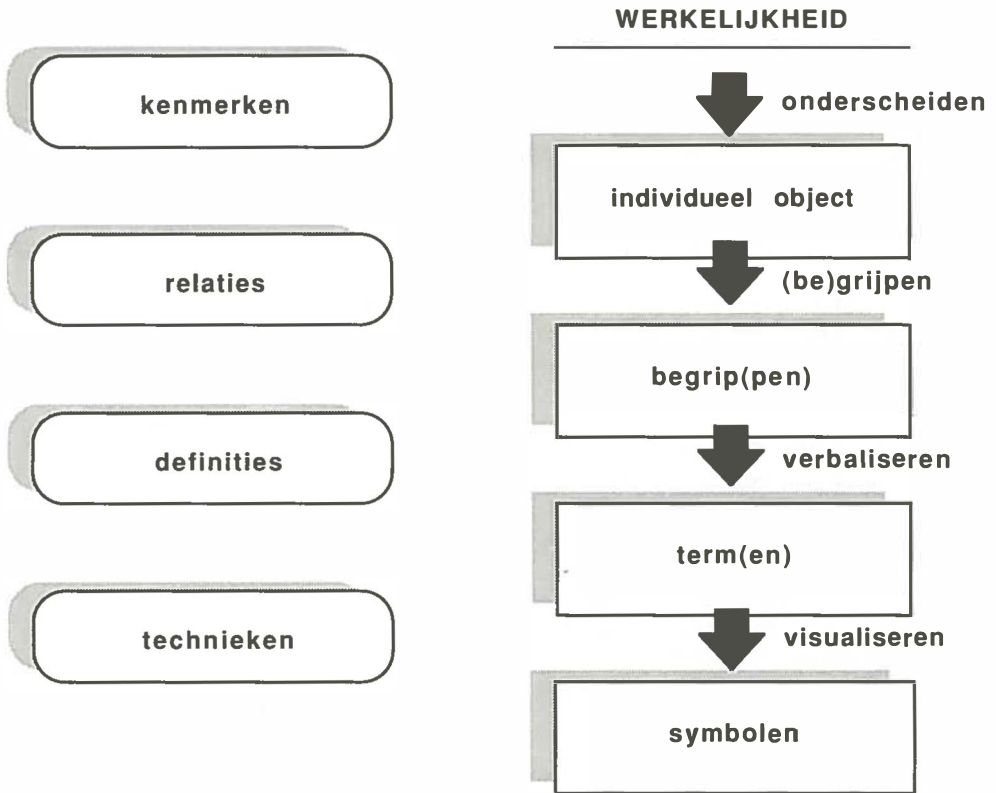 WERKELIJKHEID
kenmerken
onderscheiden
individueel object
relaties
(be)grijpen
begrip(pen)
definities
verbaliseren
term(en)
technieken
visualiseren
symbolen